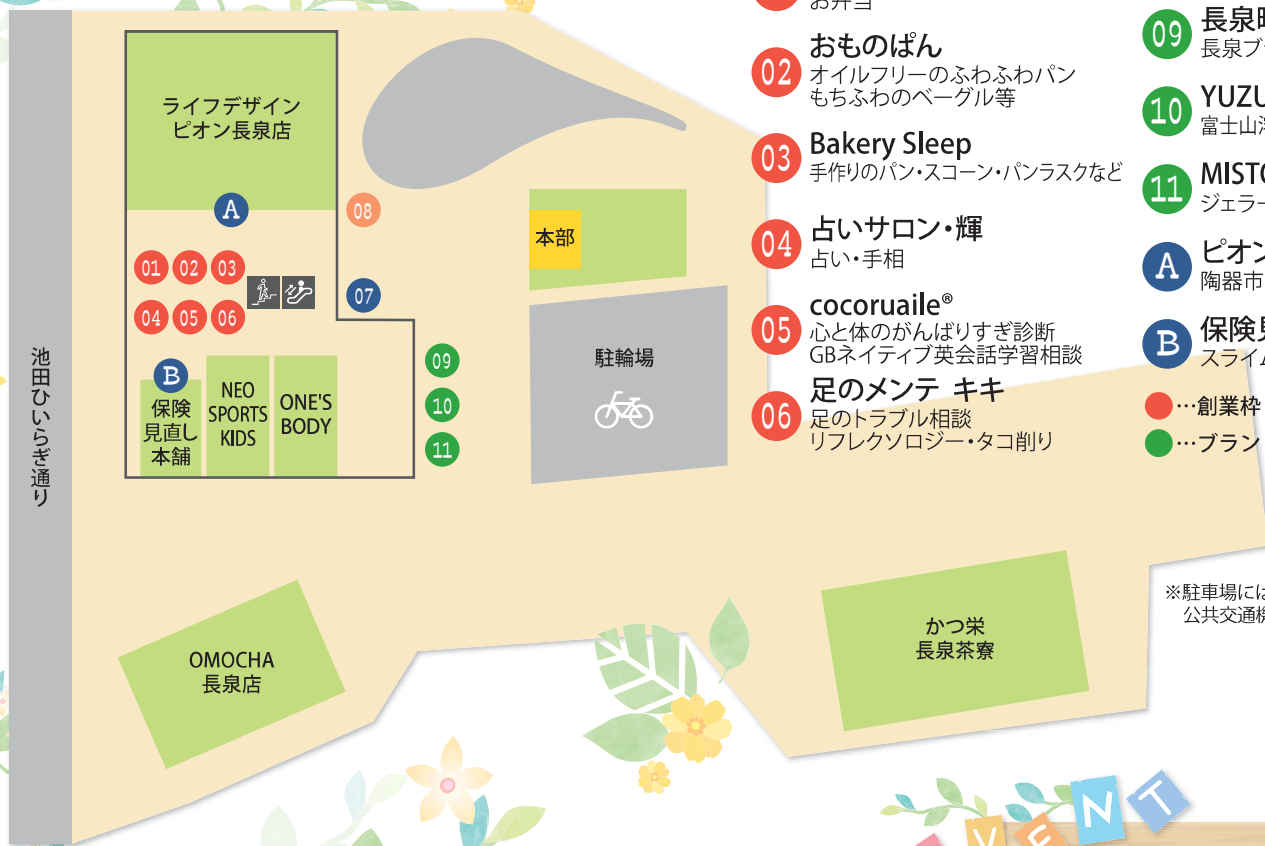 池田ひいらぎ通り
ライフデザイン
ピオン長泉店
A
08
01 02 03
04 05 06
07
B
保険
見直し
本舗
NEO
SPORTS
KIDS
ONE'S
BODY
09
10
11
本部
駐輪場
OMOCHA
長泉店
かつ栄
長泉茶寮
お弁当
02 おものぱん
オイルフリーのふわふわパン
もちふわのベーグル等
03 Bakery Sleep
手作りのパン・スコーン・パンラスクなど
04 占いサロン・輝
占い・手相
05 cocoruaile®
心と体のがんばりすぎ診断
GBネイティブ英会話学習相談
06 足のメンテ キキ
足のトラブル相談
リフレクソロジー・タコ削り
09 長泉
長泉ブ
10 YUZU
富士山
11 MISTO
ジェラー
A ピオン
陶器市
B 保険見
スライム
…創業枠
…ブラン
※駐車場には
公共交通機
VENT